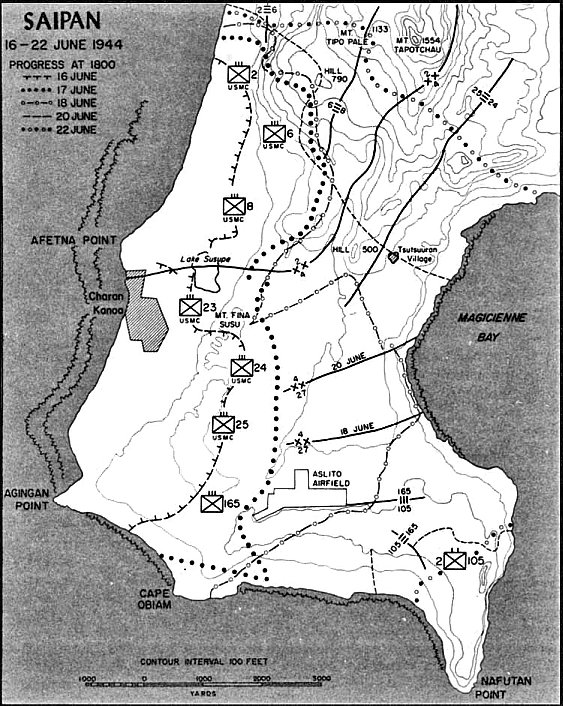 SAIPAN
16-22 JUNE 1944
PROGRESS AT 1800
16 JUNE
17 JUNE
18 JUNE
20 JUNE
22 JUNE
2 6
MT. TIPO PALE
1133
MT. 1554
TAPOTCHAU
HILL 790
2
USMC
6
USMC
6 8
2
4
25 24
8
USMC
AFETNA POINT
Lake Susupe
2
4
HILL 500
Tsutsuuran
Village
Charan
Kanoa
23
USMC
MT. FINA
SUSU
MAGICIENNE
BAY
24
USMC
20 JUNE
4
27
25
USMC
18 JUNE
4
27
ASLITO
AIRFIELD
AGINGAN
POINT
165
165
105
105 165
2 105
CAPE
OBIAM
CONTOUR INTERVAL 100 FEET
1000 0 1000 2000 3000
YARDS
NAFUTAN
POINT